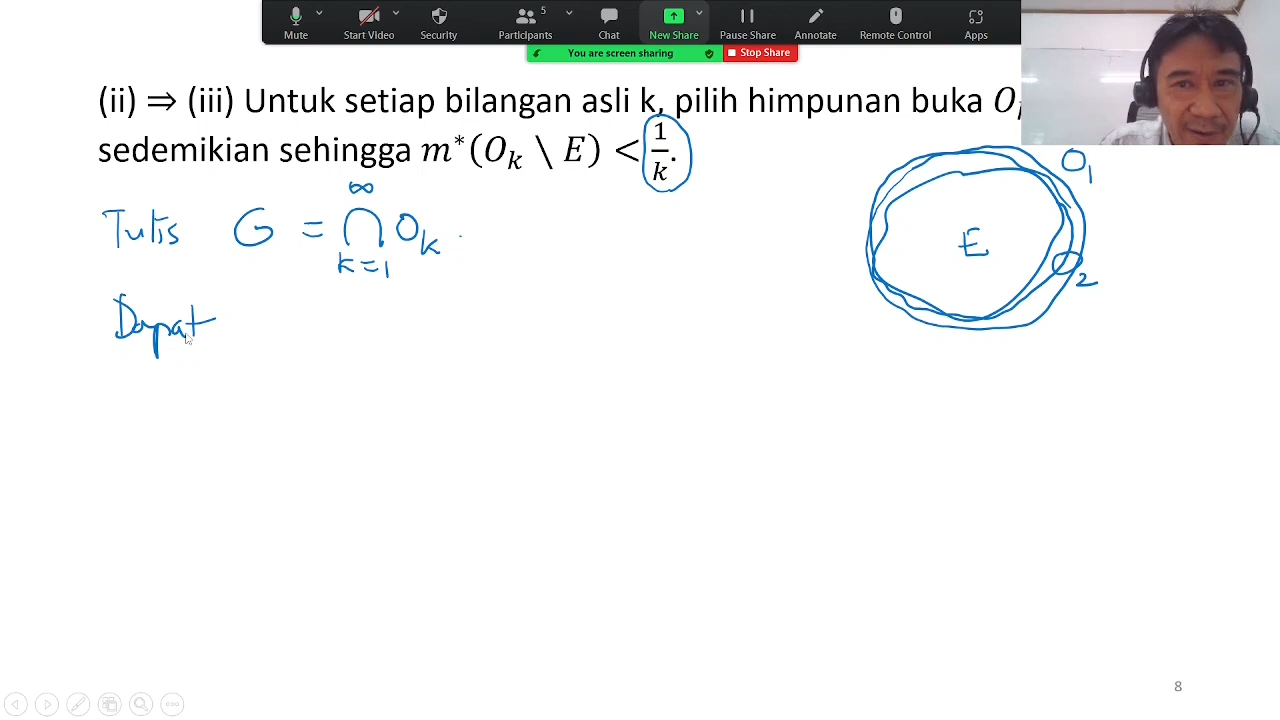 5
Mute Start Video Security Participants Chat New Share Pause Share Annotate Remote Control Apps
You are screen sharing Stop Share
(ii) ⇒ (iii) Untuk setiap bilangan asli k, pilih himpunan buka
sedemikian sehingga m*(Oₖ \ E) < 1/k.
O₁
Tulis G = ∞ ⋂ k=1 Oₖ.
E
O₂
Dapat
8